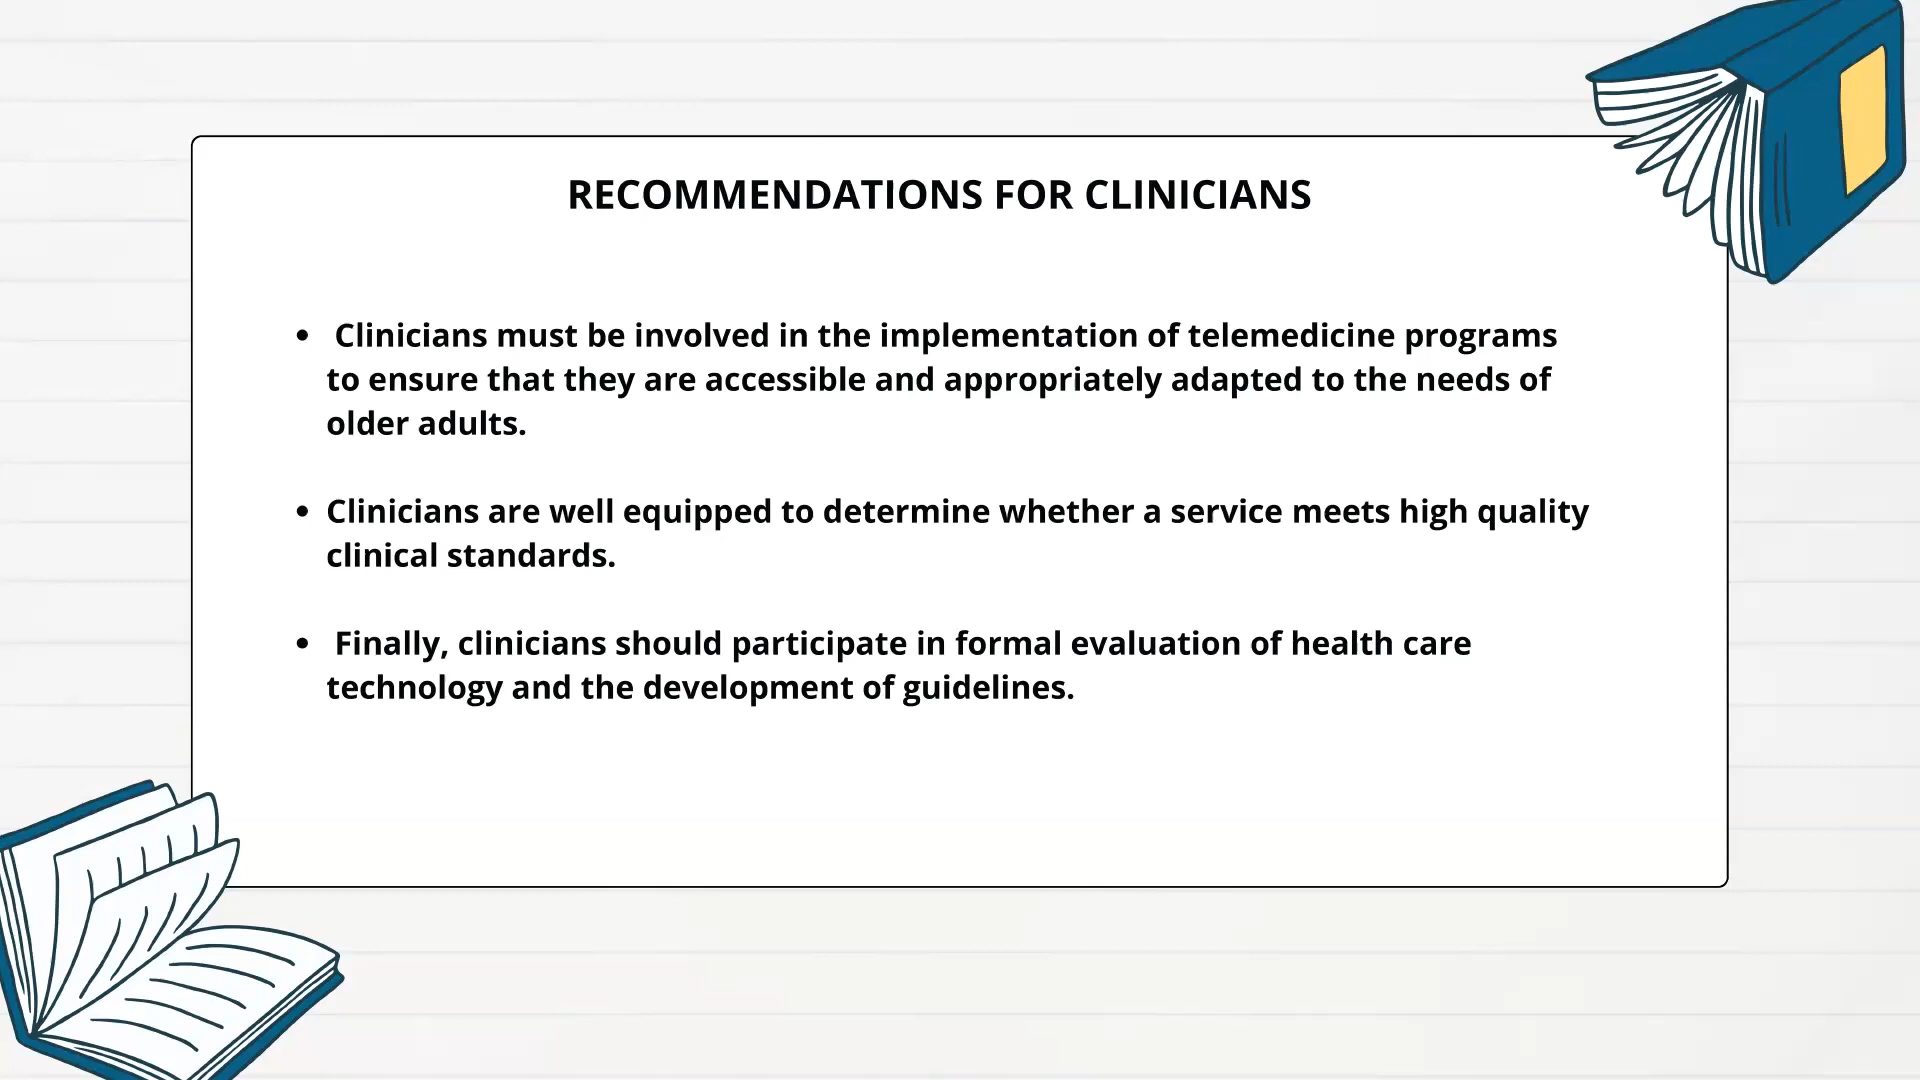 RECOMMENDATIONS FOR CLINICIANS
• Clinicians must be involved in the implementation of telemedicine programs
to ensure that they are accessible and appropriately adapted to the needs of
older adults.
• Clinicians are well equipped to determine whether a service meets high quality
clinical standards.
• Finally, clinicians should participate in formal evaluation of health care
technology and the development of guidelines.